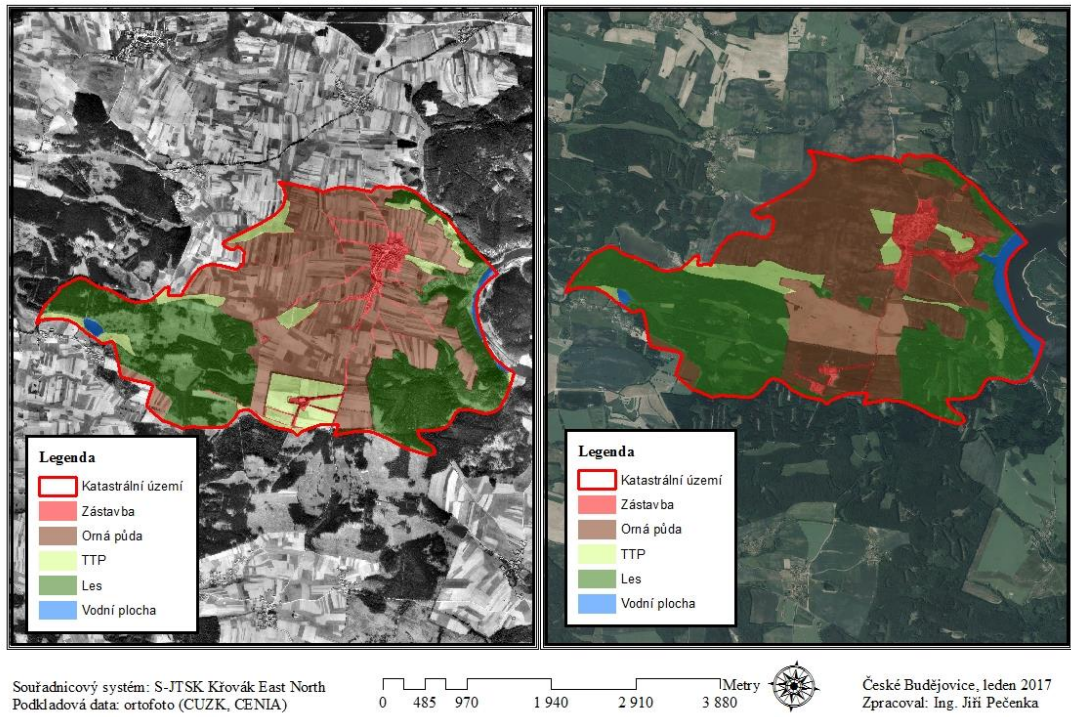 Legenda
Katastrální území
Zástavba
Orná půda
TTP
Les
Vodní plocha
Legenda
Katastrální území
Zástavba
Orná půda
TTP
Les
Vodní plocha
Souřadnicový systém: S-JTSK Křovák East North
Podkladová data: ortofoto (CUZK, CENIA)
Metry
0 485 970 1 940 2 910 3 880
České Budějovice, leden 2017
Zpracoval: Ing. Jiří Pečenka